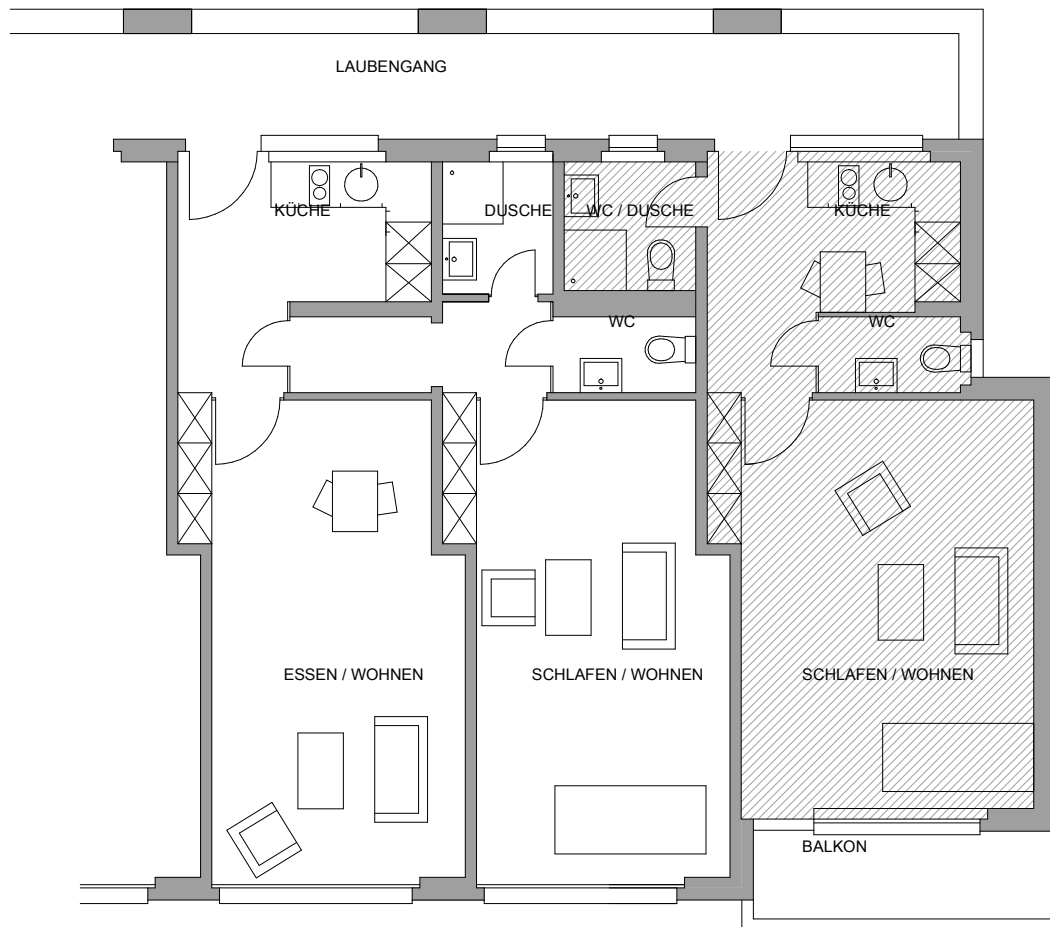 LAUBENGANG
KÜCHE
DUSCHE
WC / DUSCHE
KÜCHE
WC
WC
ESSEN / WOHNEN
SCHLAFEN / WOHNEN
SCHLAFEN / WOHNEN
BALKON